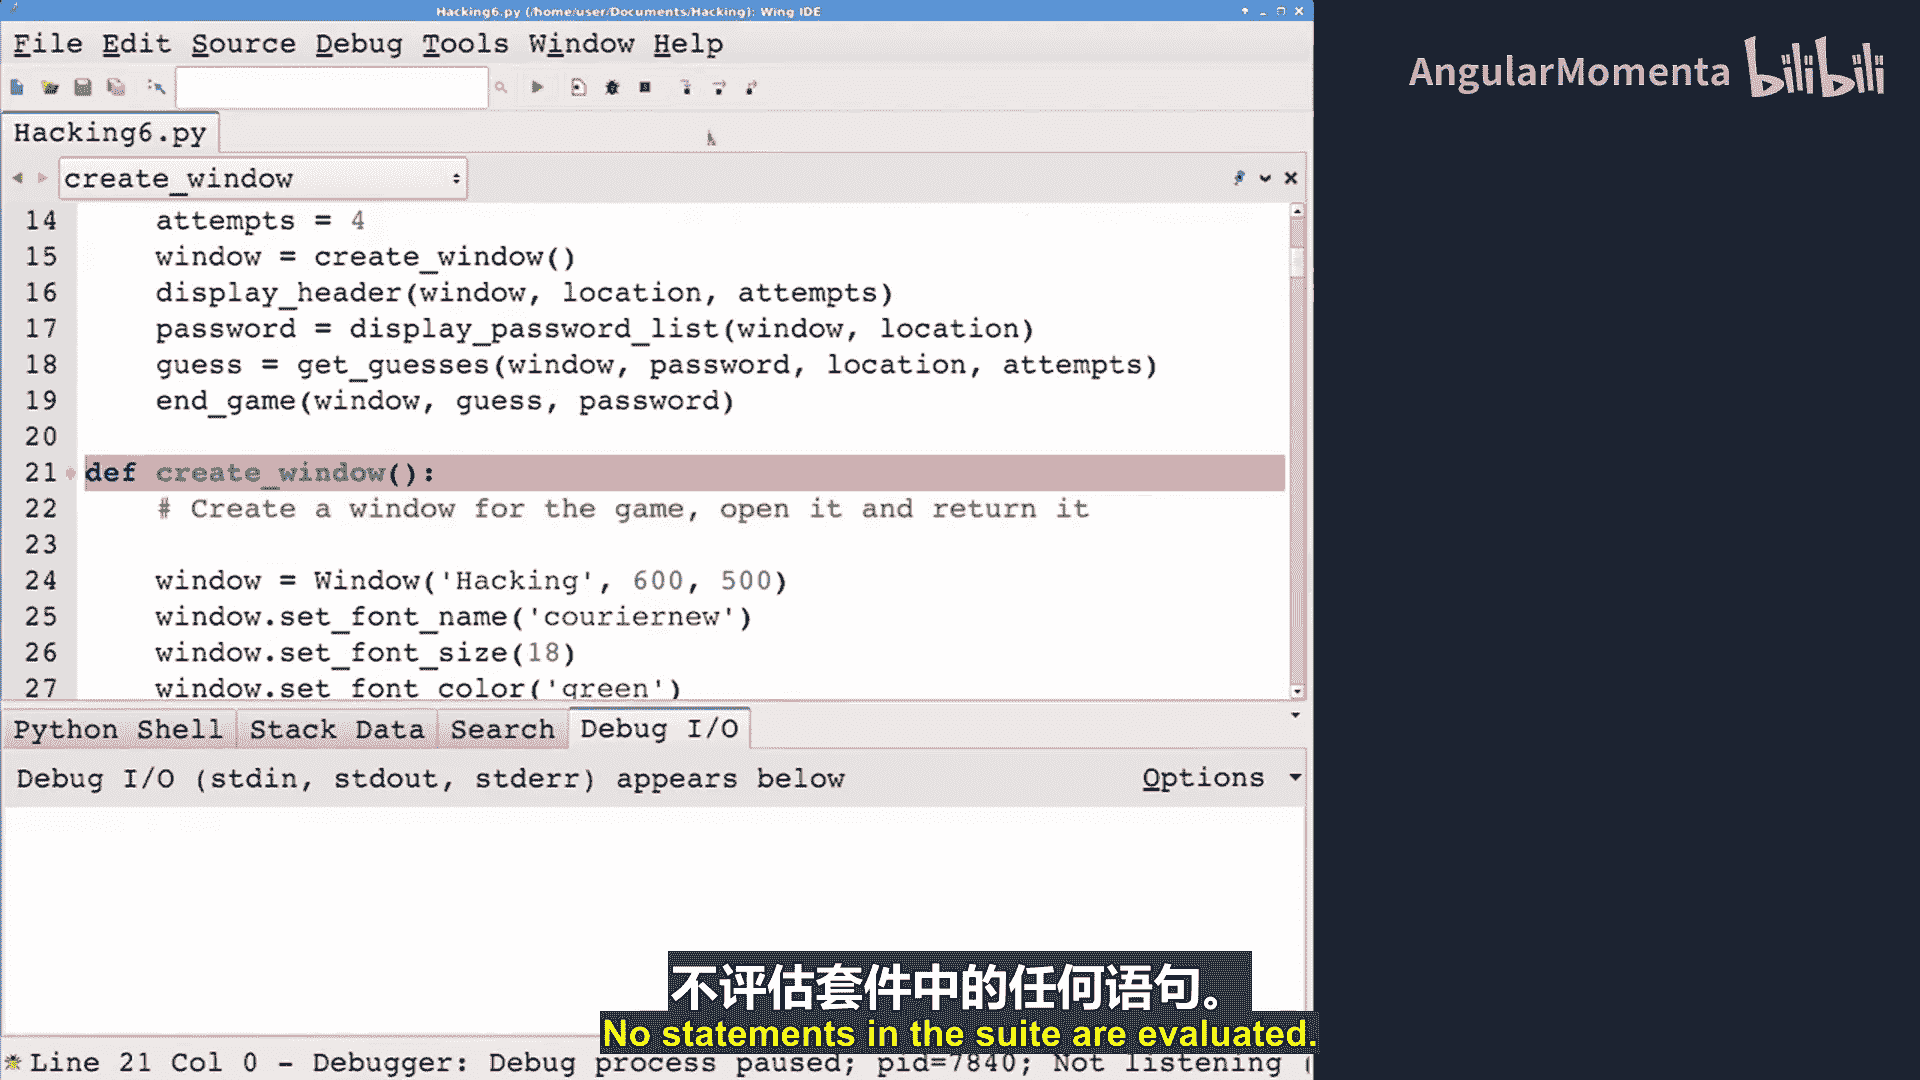 Hacking6.py (/home/user/Documents/Hacking): Wing IDE
File Edit Source Debug Tools Window Help
AngularMomenta bilibili
Hacking6.py
create_window
14 attempts = 4
15 window = create_window()
16 display_header(window, location, attempts)
17 password = display_password_list(window, location)
18 guess = get_guesses(window, password, location, attempts)
19 end_game(window, guess, password)
20
21 def create_window():
22 # Create a window for the game, open it and return it
23
24 window = Window('Hacking', 600, 500)
25 window.set_font_name('couriernew')
26 window.set_font_size(18)
27 window.set_font_color('green')
Python Shell Stack Data Search Debug I/O
Debug I/O (stdin, stdout, stderr) appears below Options
不评估套件中的任何语句。
No statements in the suite are evaluated.
Line 21 Col 0 - Debugger: Debug process paused; pid=7840; Not listening (